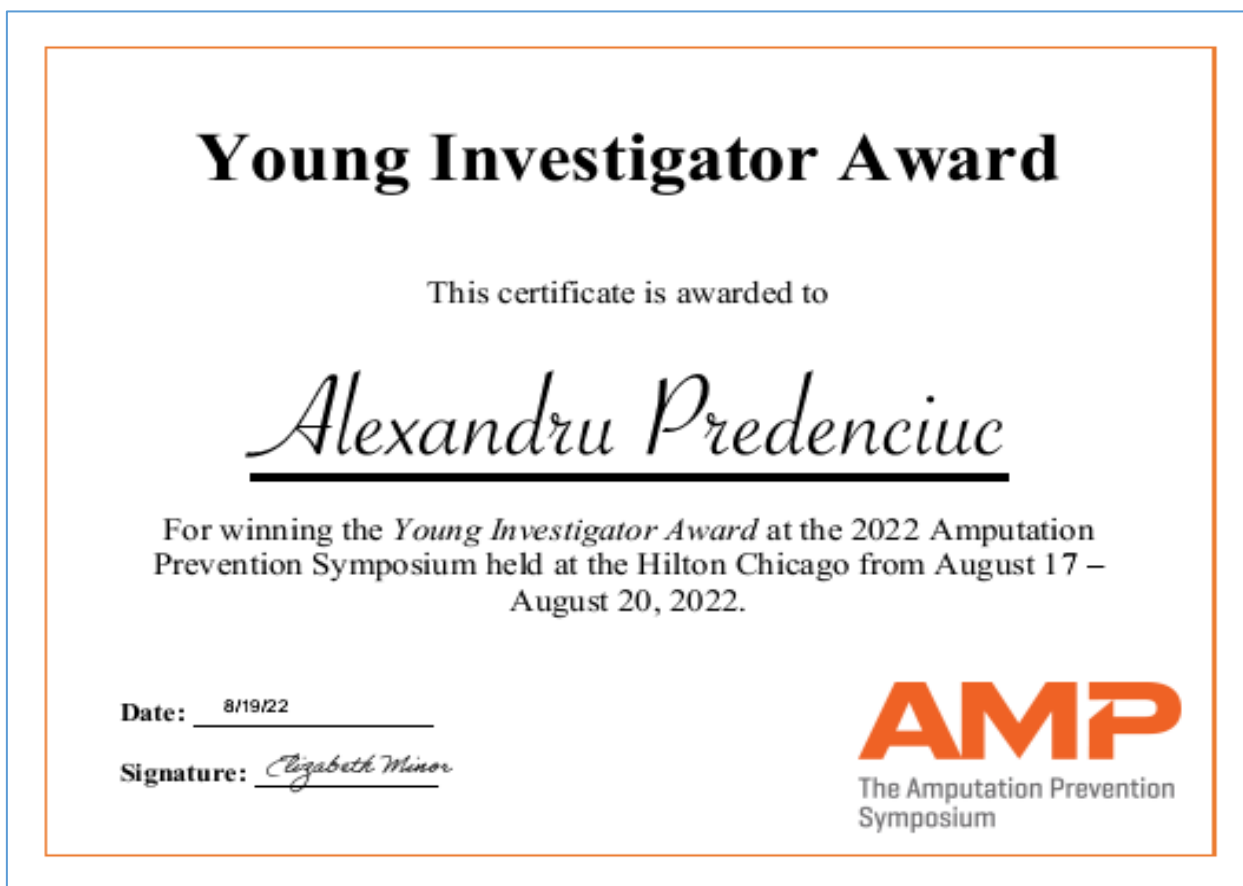 Young Investigator Award
This certificate is awarded to
Alexandru Predenciuc
For winning the Young Investigator Award at the 2022 Amputation
Prevention Symposium held at the Hilton Chicago from August 17 –
August 20, 2022.
Date: 8/19/22
Signature: Elizabeth Minor
AMP
The Amputation Prevention
Symposium